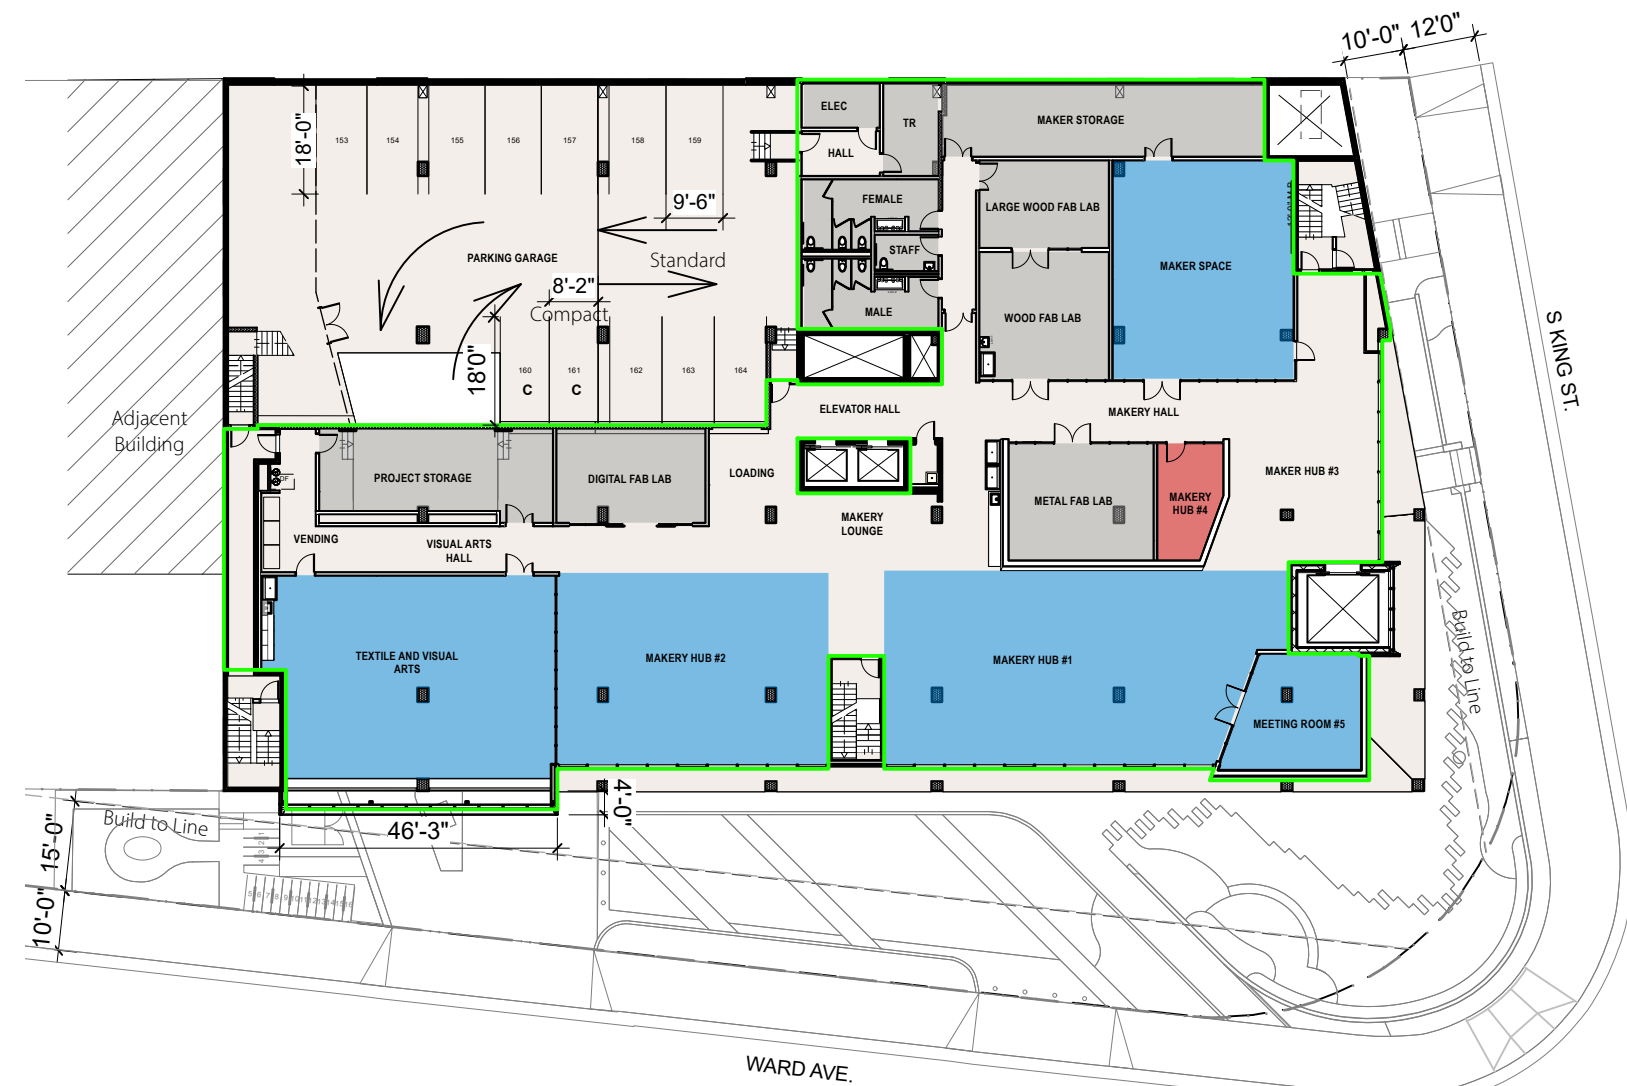 10'-0" 12'0"
ELEC
TR
MAKER STORAGE
153
154
155
156
157
158
159
18'-0"
HALL
9'-6"
FEMALE
LARGE WOOD FAB LAB
STAFF
PARKING GARAGE
Standard
MAKER SPACE
8'-2"
Compact
MALE
WOOD FAB LAB
S KING ST.
18'0"
160
161
162
163
164
C
C
Adjacent
Building
ELEVATOR HALL
MAKERY HALL
PROJECT STORAGE
DIGITAL FAB LAB
LOADING
MAKER HUB #3
DF
METAL FAB LAB
MAKERY
HUB #4
MAKERY
LOUNGE
VENDING
VISUAL ARTS
HALL
TEXTILE AND VISUAL
ARTS
MAKERY HUB #2
MAKERY HUB #1
Build to Line
MEETING ROOM #5
4'-0"
46'-3"
Build to Line
15'-0"
10'-0"
WARD AVE.